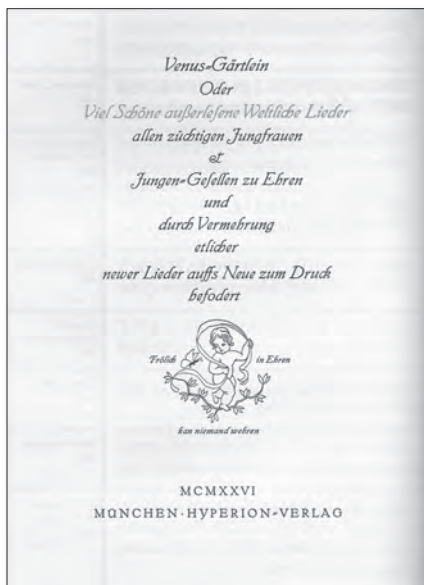 Venus-Gärtlein
Oder
Viel Schöne außerlesene Weltliche Lieder
allen züchtigen Jungfrauen
&
Jungen-Gesellen zu Ehren
und
durch Vermehrung
etlicher
newer Lieder auffs Neue zum Druck
befodert
Frölich in Ehren
kan niemand wehren
MCMXXVI
MÜNCHEN·HYPERION-VERLAG